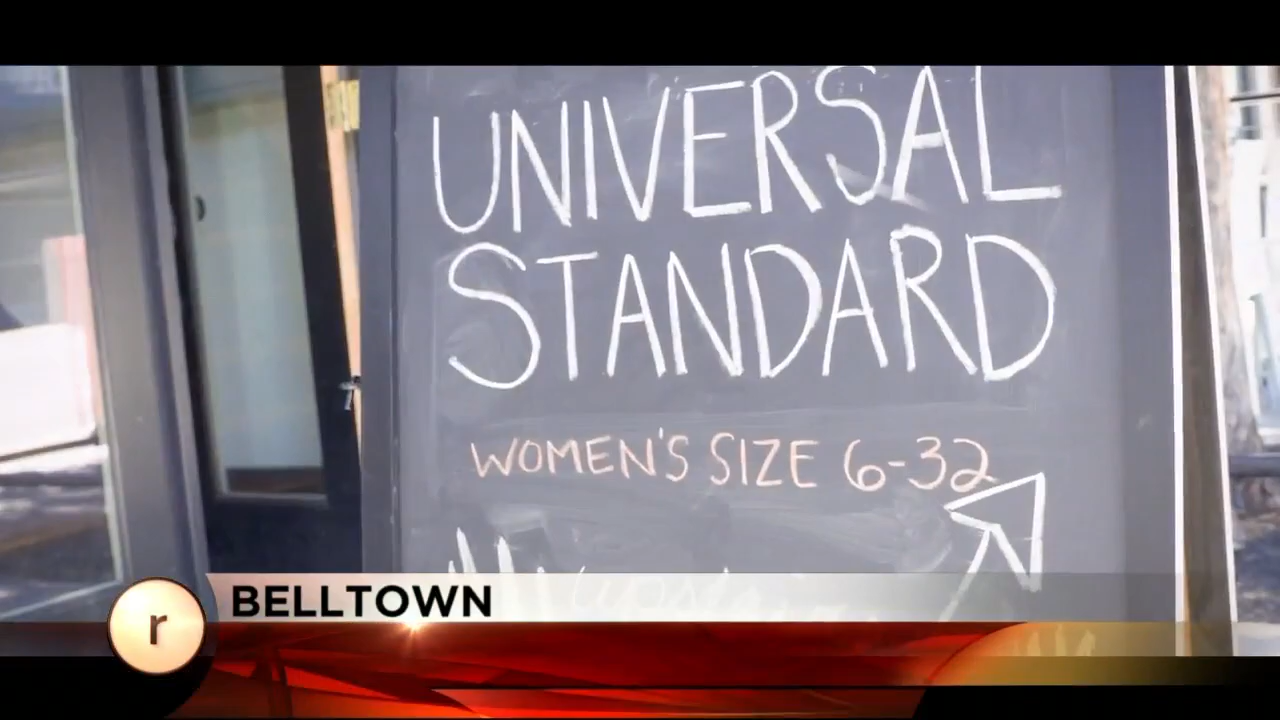 UNIVERSAL
STANDARD
WOMEN'S SIZE 6-32
r
BELLTOWN